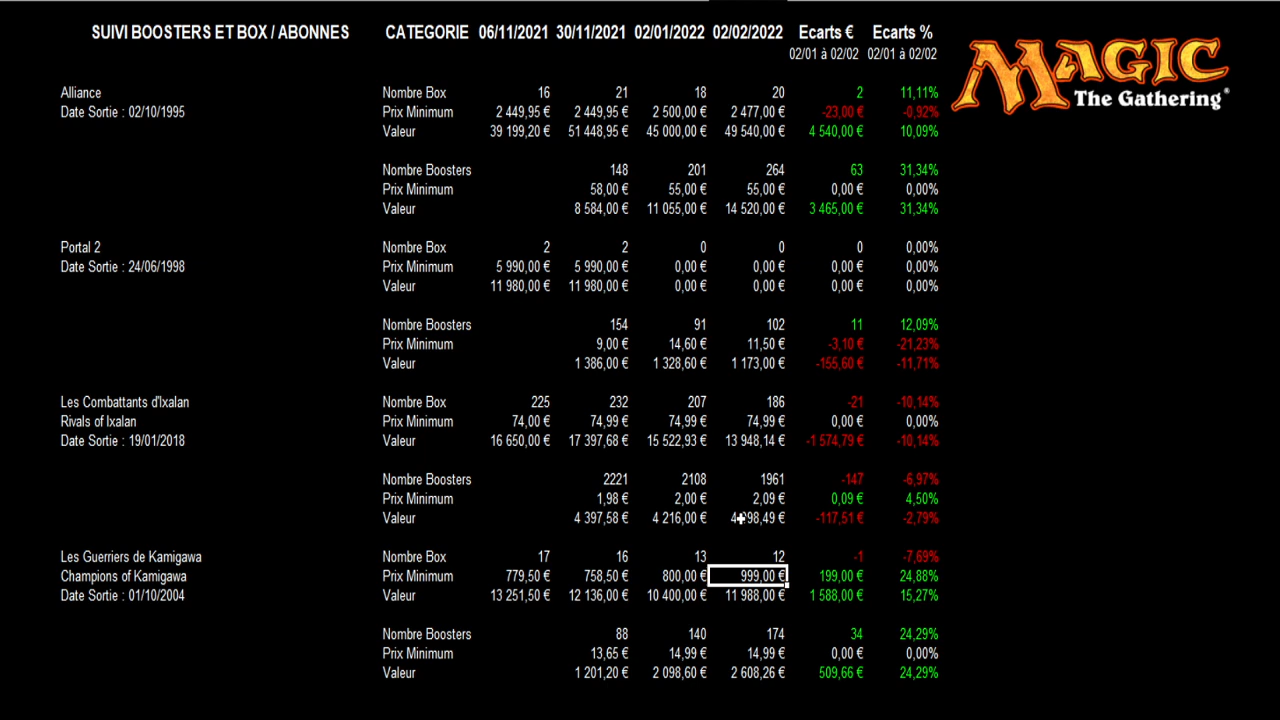 SUIVI BOOSTERS ET BOX / ABONNES CATEGORIE 06/11/2021 30/11/2021 02/01/2022 02/02/2022 Ecarts € Ecarts %
02/01 à 02/02 02/01 à 02/02
MAGIC
The Gathering®
Alliance Nombre Box 16 21 18 20 2 11,11%
Date Sortie : 02/10/1995 Prix Minimum 2 449,95 € 2 449,95 € 2 500,00 € 2 477,00 € -23,00 € -0,92%
Valeur 39 199,20 € 51 448,95 € 45 000,00 € 49 540,00 € 4 540,00 € 10,09%
Nombre Boosters 148 201 264 63 31,34%
Prix Minimum 58,00 € 55,00 € 55,00 € 0,00 € 0,00%
Valeur 8 584,00 € 11 055,00 € 14 520,00 € 3 465,00 € 31,34%
Portal 2 Nombre Box 2 2 0 0 0 0,00%
Date Sortie : 24/06/1998 Prix Minimum 5 990,00 € 5 990,00 € 0,00 € 0,00 € 0,00 € 0,00%
Valeur 11 980,00 € 11 980,00 € 0,00 € 0,00 € 0,00 € 0,00%
Nombre Boosters 154 91 102 11 12,09%
Prix Minimum 9,00 € 14,60 € 11,50 € -3,10 € -21,23%
Valeur 1 386,00 € 1 328,60 € 1 173,00 € -155,60 € -11,71%
Les Combattants d'Ixalan Nombre Box 225 232 207 186 -21 -10,14%
Rivals of Ixalan Prix Minimum 74,00 € 74,99 € 74,99 € 74,99 € 0,00 € 0,00%
Date Sortie : 19/01/2018 Valeur 16 650,00 € 17 397,68 € 15 522,93 € 13 948,14 € -1 574,79 € -10,14%
Nombre Boosters 2221 2108 1961 -147 -6,97%
Prix Minimum 1,98 € 2,00 € 2,09 € 0,09 € 4,50%
Valeur 4 397,58 € 4 216,00 € -117,51 € -2,79%
Les Guerriers de Kamigawa Nombre Box 17 16 13 12 -1 -7,69%
Champions of Kamigawa Prix Minimum 779,50 € 758,50 € 800,00 € 999,00 € 199,00 € 24,88%
Date Sortie : 01/10/2004 Valeur 13 251,50 € 12 136,00 € 10 400,00 € 11 988,00 € 1 588,00 € 15,27%
Nombre Boosters 88 140 174 34 24,29%
Prix Minimum 13,65 € 14,99 € 14,99 € 0,00 € 0,00%
Valeur 1 201,20 € 2 098,60 € 2 608,26 € 509,66 € 24,29%